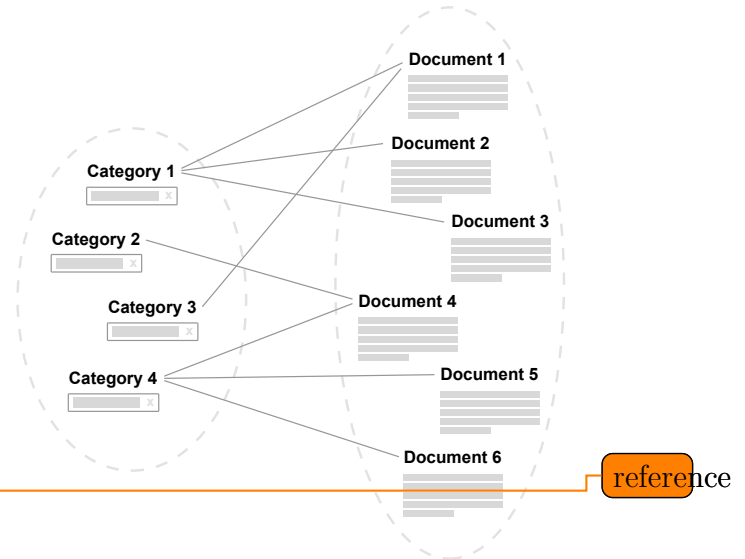 Document 1
Document 2
Category 1
x
Document 3
Category 2
x
Category 3
x
Document 4
Category 4
x
Document 5
Document 6
reference